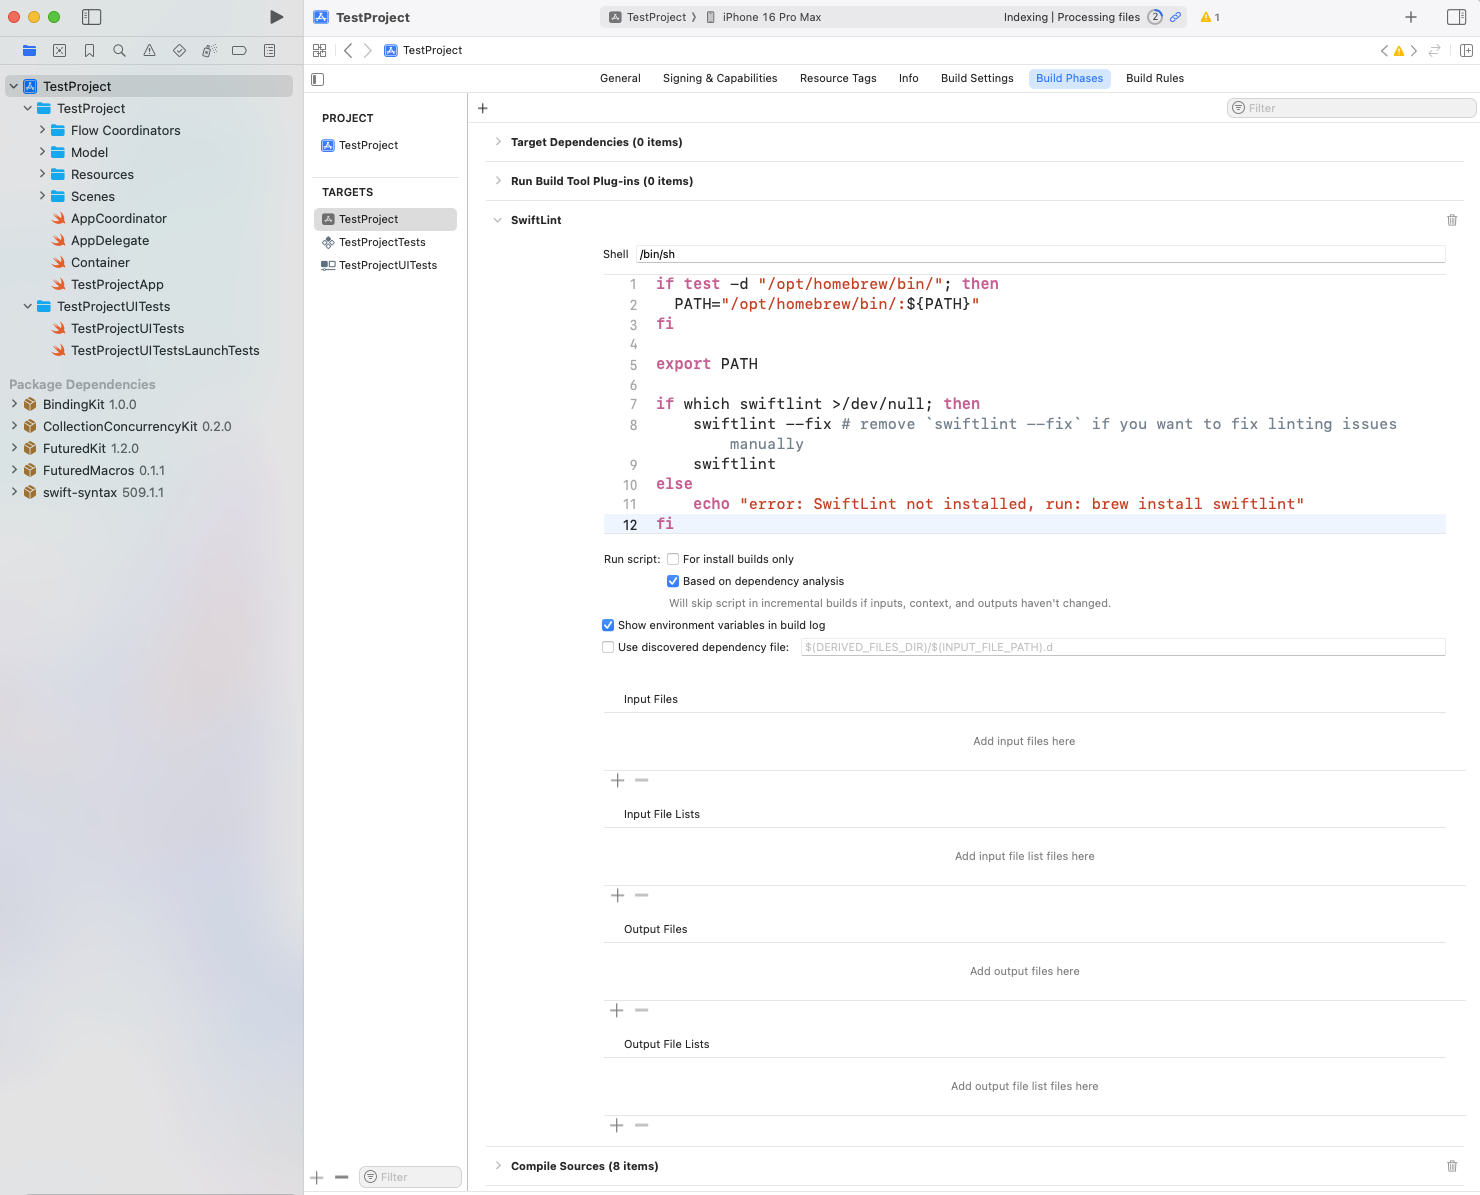 TestProject
TestProject 〉 iPhone 16 Pro Max
Indexing | Processing files 2
1
TestProject
General Signing & Capabilities Resource Tags Info Build Settings Build Phases Build Rules
TestProject
TestProject
Flow Coordinators
Model
Resources
Scenes
AppCoordinator
AppDelegate
Container
TestProjectApp
TestProjectUITests
TestProjectUITests
TestProjectUITestsLaunchTests
Package Dependencies
BindingKit 1.0.0
CollectionConcurrencyKit 0.2.0
FuturedKit 1.2.0
FuturedMacros 0.1.1
swift-syntax 509.1.1
PROJECT
TestProject
TARGETS
TestProject
TestProjectTests
TestProjectUITests
Filter
Filter
Target Dependencies (0 items)
Run Build Tool Plug-ins (0 items)
SwiftLint
Shell /bin/sh
1 if test -d "/opt/homebrew/bin/"; then
2 PATH="/opt/homebrew/bin/:${PATH}"
3 fi
4
5 export PATH
6
7 if which swiftlint >/dev/null; then
8 swiftlint --fix # remove `swiftlint --fix` if you want to fix linting issues
manually
9 swiftlint
10 else
11 echo "error: SwiftLint not installed, run: brew install swiftlint"
12 fi
Run script: For install builds only
Based on dependency analysis
Will skip script in incremental builds if inputs, context, and outputs haven't changed.
Show environment variables in build log
Use discovered dependency file: $(DERIVED_FILES_DIR)/$(INPUT_FILE_PATH).d
Input Files
Add input files here
Input File Lists
Add input file list files here
Output Files
Add output files here
Output File Lists
Add output file list files here
Compile Sources (8 items)